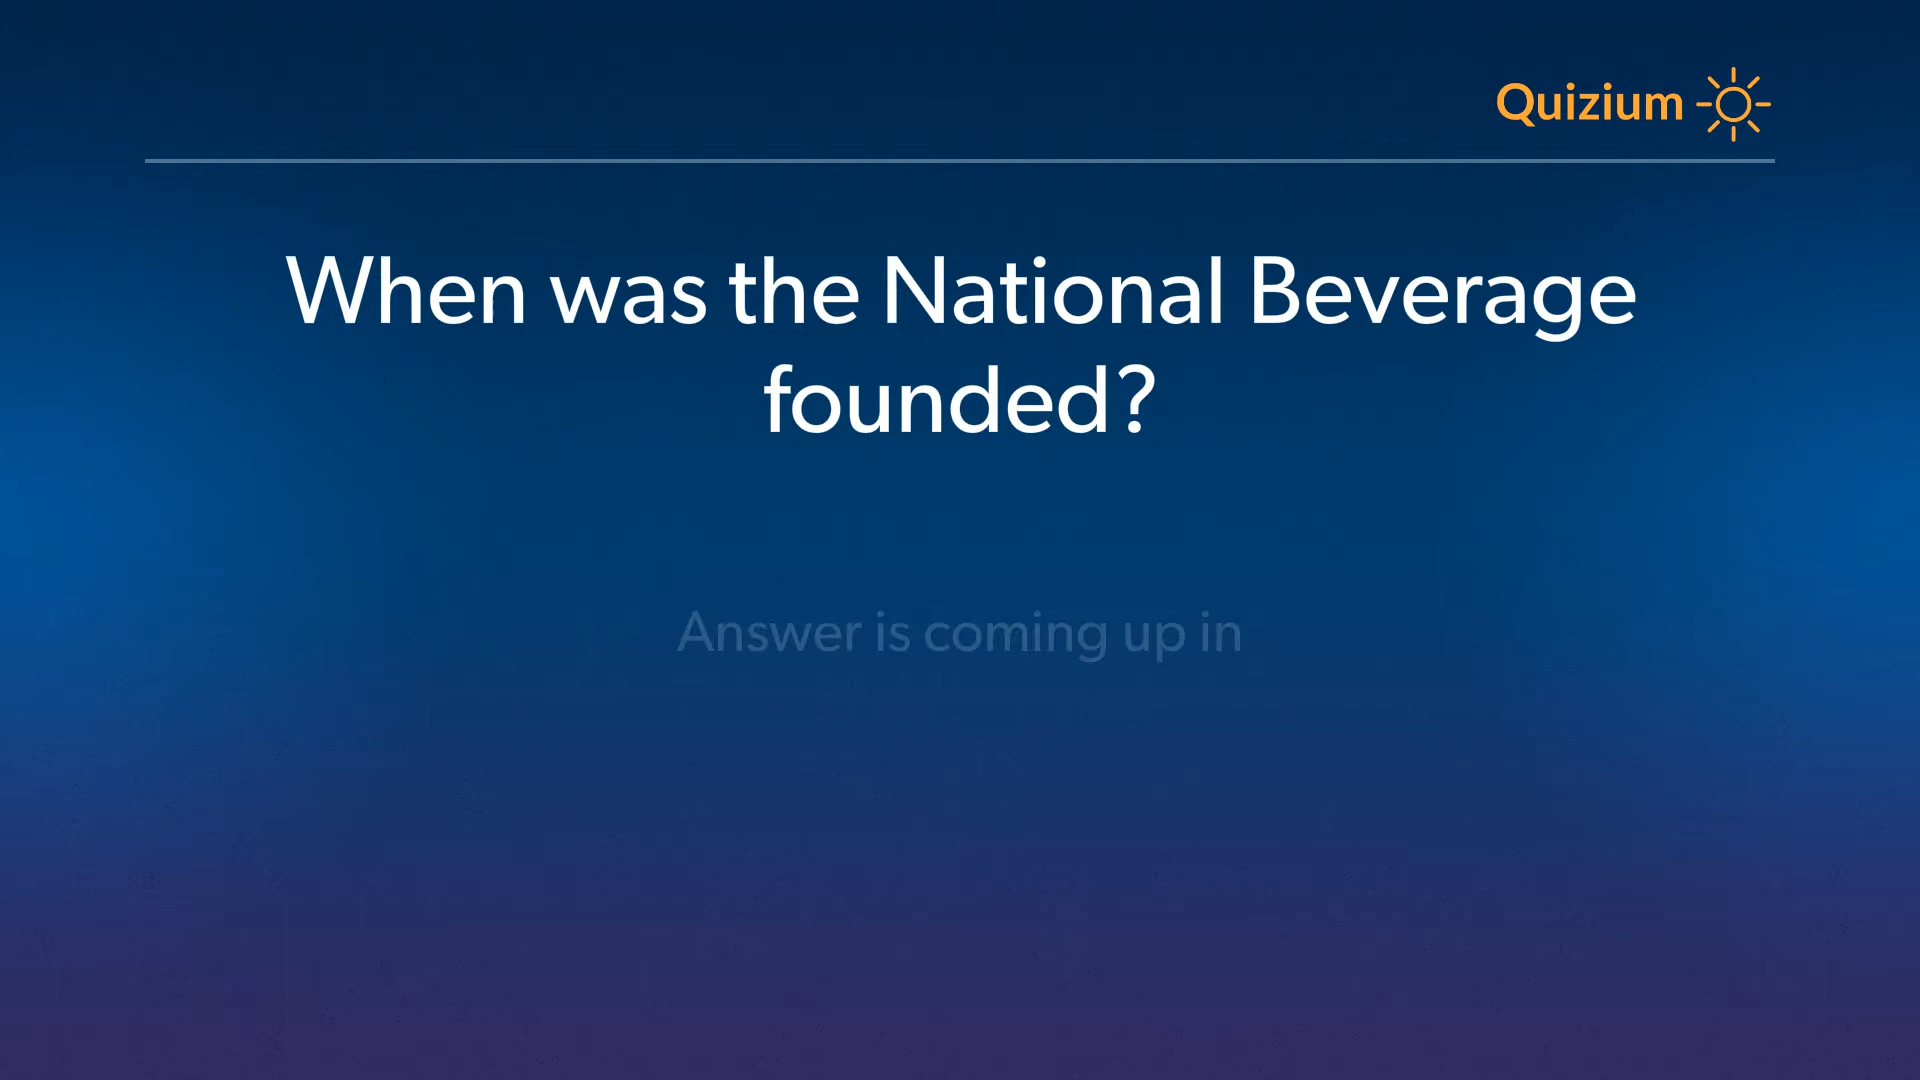 Quizium
When was the National Beverage
founded?
Answer is coming up in